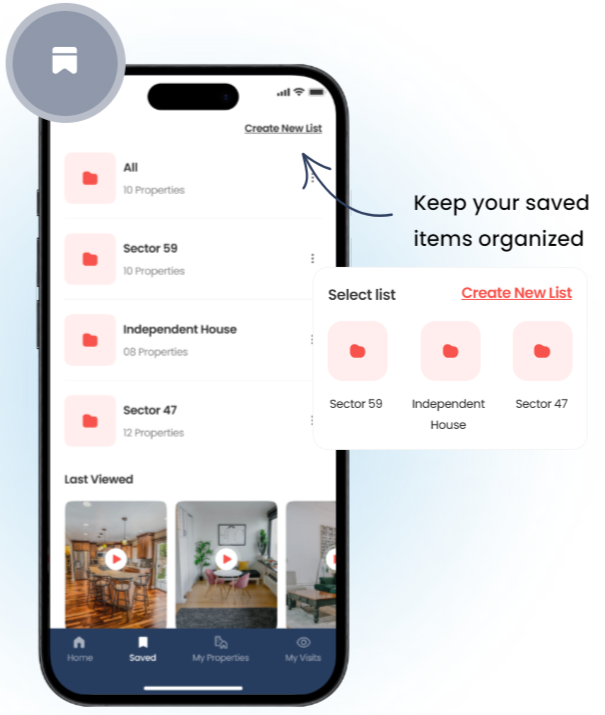 Create New List
All
10 Properties
Sector 59
10 Properties
Independent House
08 Properties
Sector 47
12 Properties
Last Viewed
Home
Saved
My Properties
My Visits
Keep your saved
items organized
Select list
Create New List
Sector 59
Independent
House
Sector 47